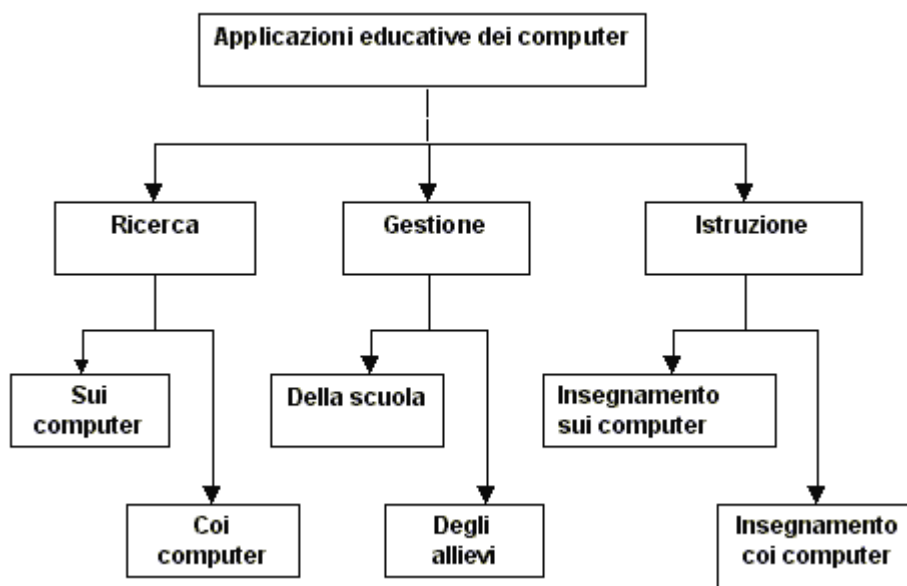 Applicazioni educative dei computer
Ricerca
Gestione
Istruzione
Sui
computer
Della scuola
Insegnamento
sui computer
Coi
computer
Degli
allievi
Insegnamento
coi computer